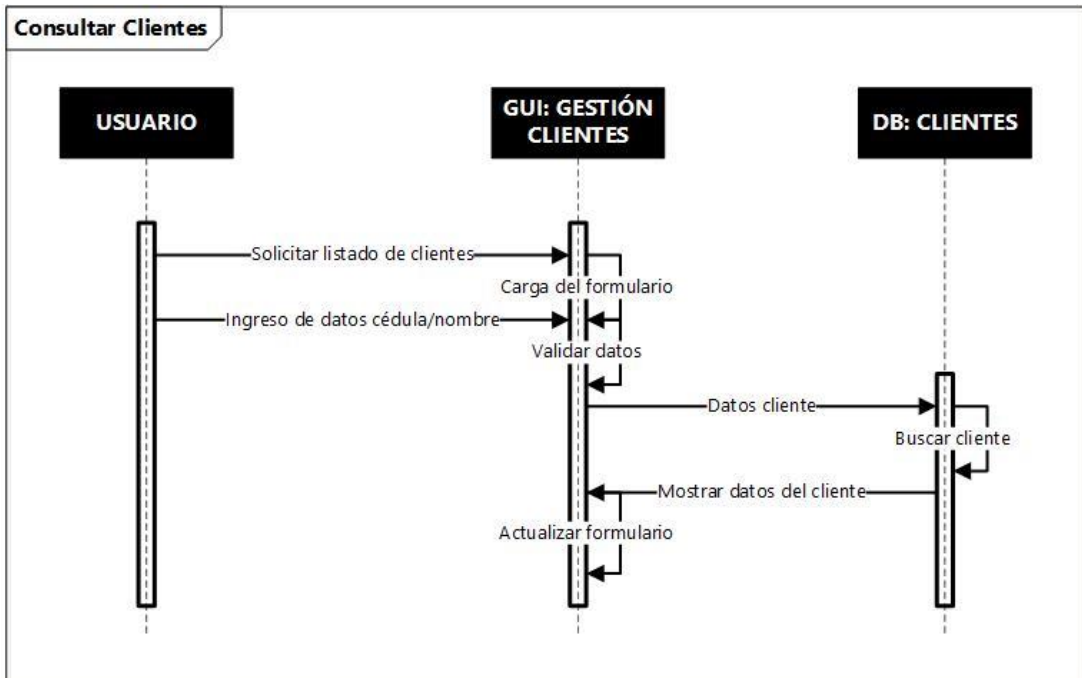 Consultar Clientes
USUARIO
GUI: GESTIÓN
CLIENTES
DB: CLIENTES
Solicitar listado de clientes
Carga del formulario
Ingreso de datos cédula/nombre
Validar datos
Datos cliente
Buscar cliente
Mostrar datos del cliente
Actualizar formulario